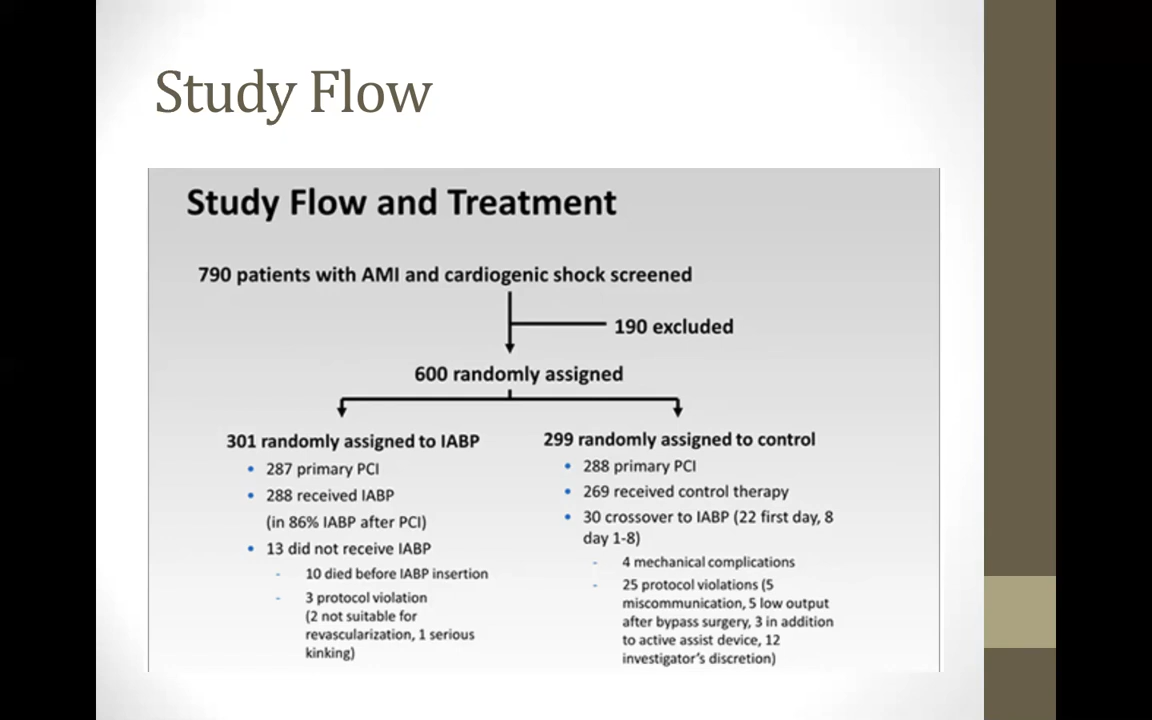 Study Flow
Study Flow and Treatment
790 patients with AMI and cardiogenic shock screened
190 excluded
600 randomly assigned
301 randomly assigned to IABP
• 287 primary PCI
• 288 received IABP
(in 86% IABP after PCI)
• 13 did not receive IABP
- 10 died before IABP insertion
- 3 protocol violation
(2 not suitable for
revascularization, 1 serious
kinking)
299 randomly assigned to control
• 288 primary PCI
• 269 received control therapy
• 30 crossover to IABP (22 first day, 8
day 1-8)
- 4 mechanical complications
- 25 protocol violations (5
miscommunication, 5 low output
after bypass surgery, 3 in addition
to active assist device, 12
investigator's discretion)